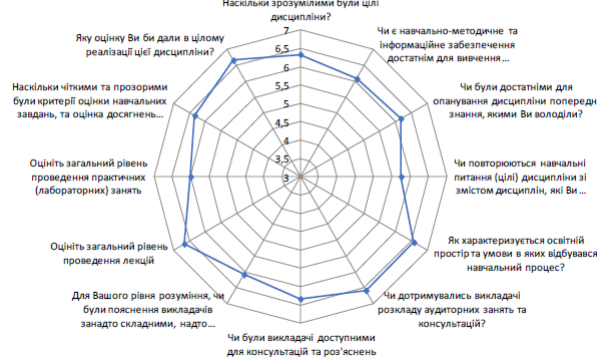 Наскільки зрозумілими були цілі
дисципліни?
Чи є навчально-методичне та
інформаційне забезпечення
достатнім для вивчення...
Чи були достатніми для
опанування дисципліни попередні
знання, якими Ви володіли?
Чи повторюються навчальні
питання (цілі) дисципліни зі
змістом дисциплін, які Ви ...
Як характеризується освітній
простір та умови в яких відбувався
навчальний процес?
Чи дотримувались викладачі
розкладу аудиторних занять та
консультацій?
Чи були викладачі доступними
для консультацій та роз'яснень
Для Вашого рівня розуміння, чи
були пояснення викладачів
занадто складними, надто...
Оцініть загальний рівень
проведення лекцій
Оцініть загальний рівень
проведення практичних
(лабораторних) занять
Наскільки чіткими та прозорими
були критерії оцінки навчальних
завдань, та оцінка досягнень...
Яку оцінку Ви би дали в цілому
реалізації цієї дисципліни?
7
6,5
6
5,5
5
4,5
4
3,5
3